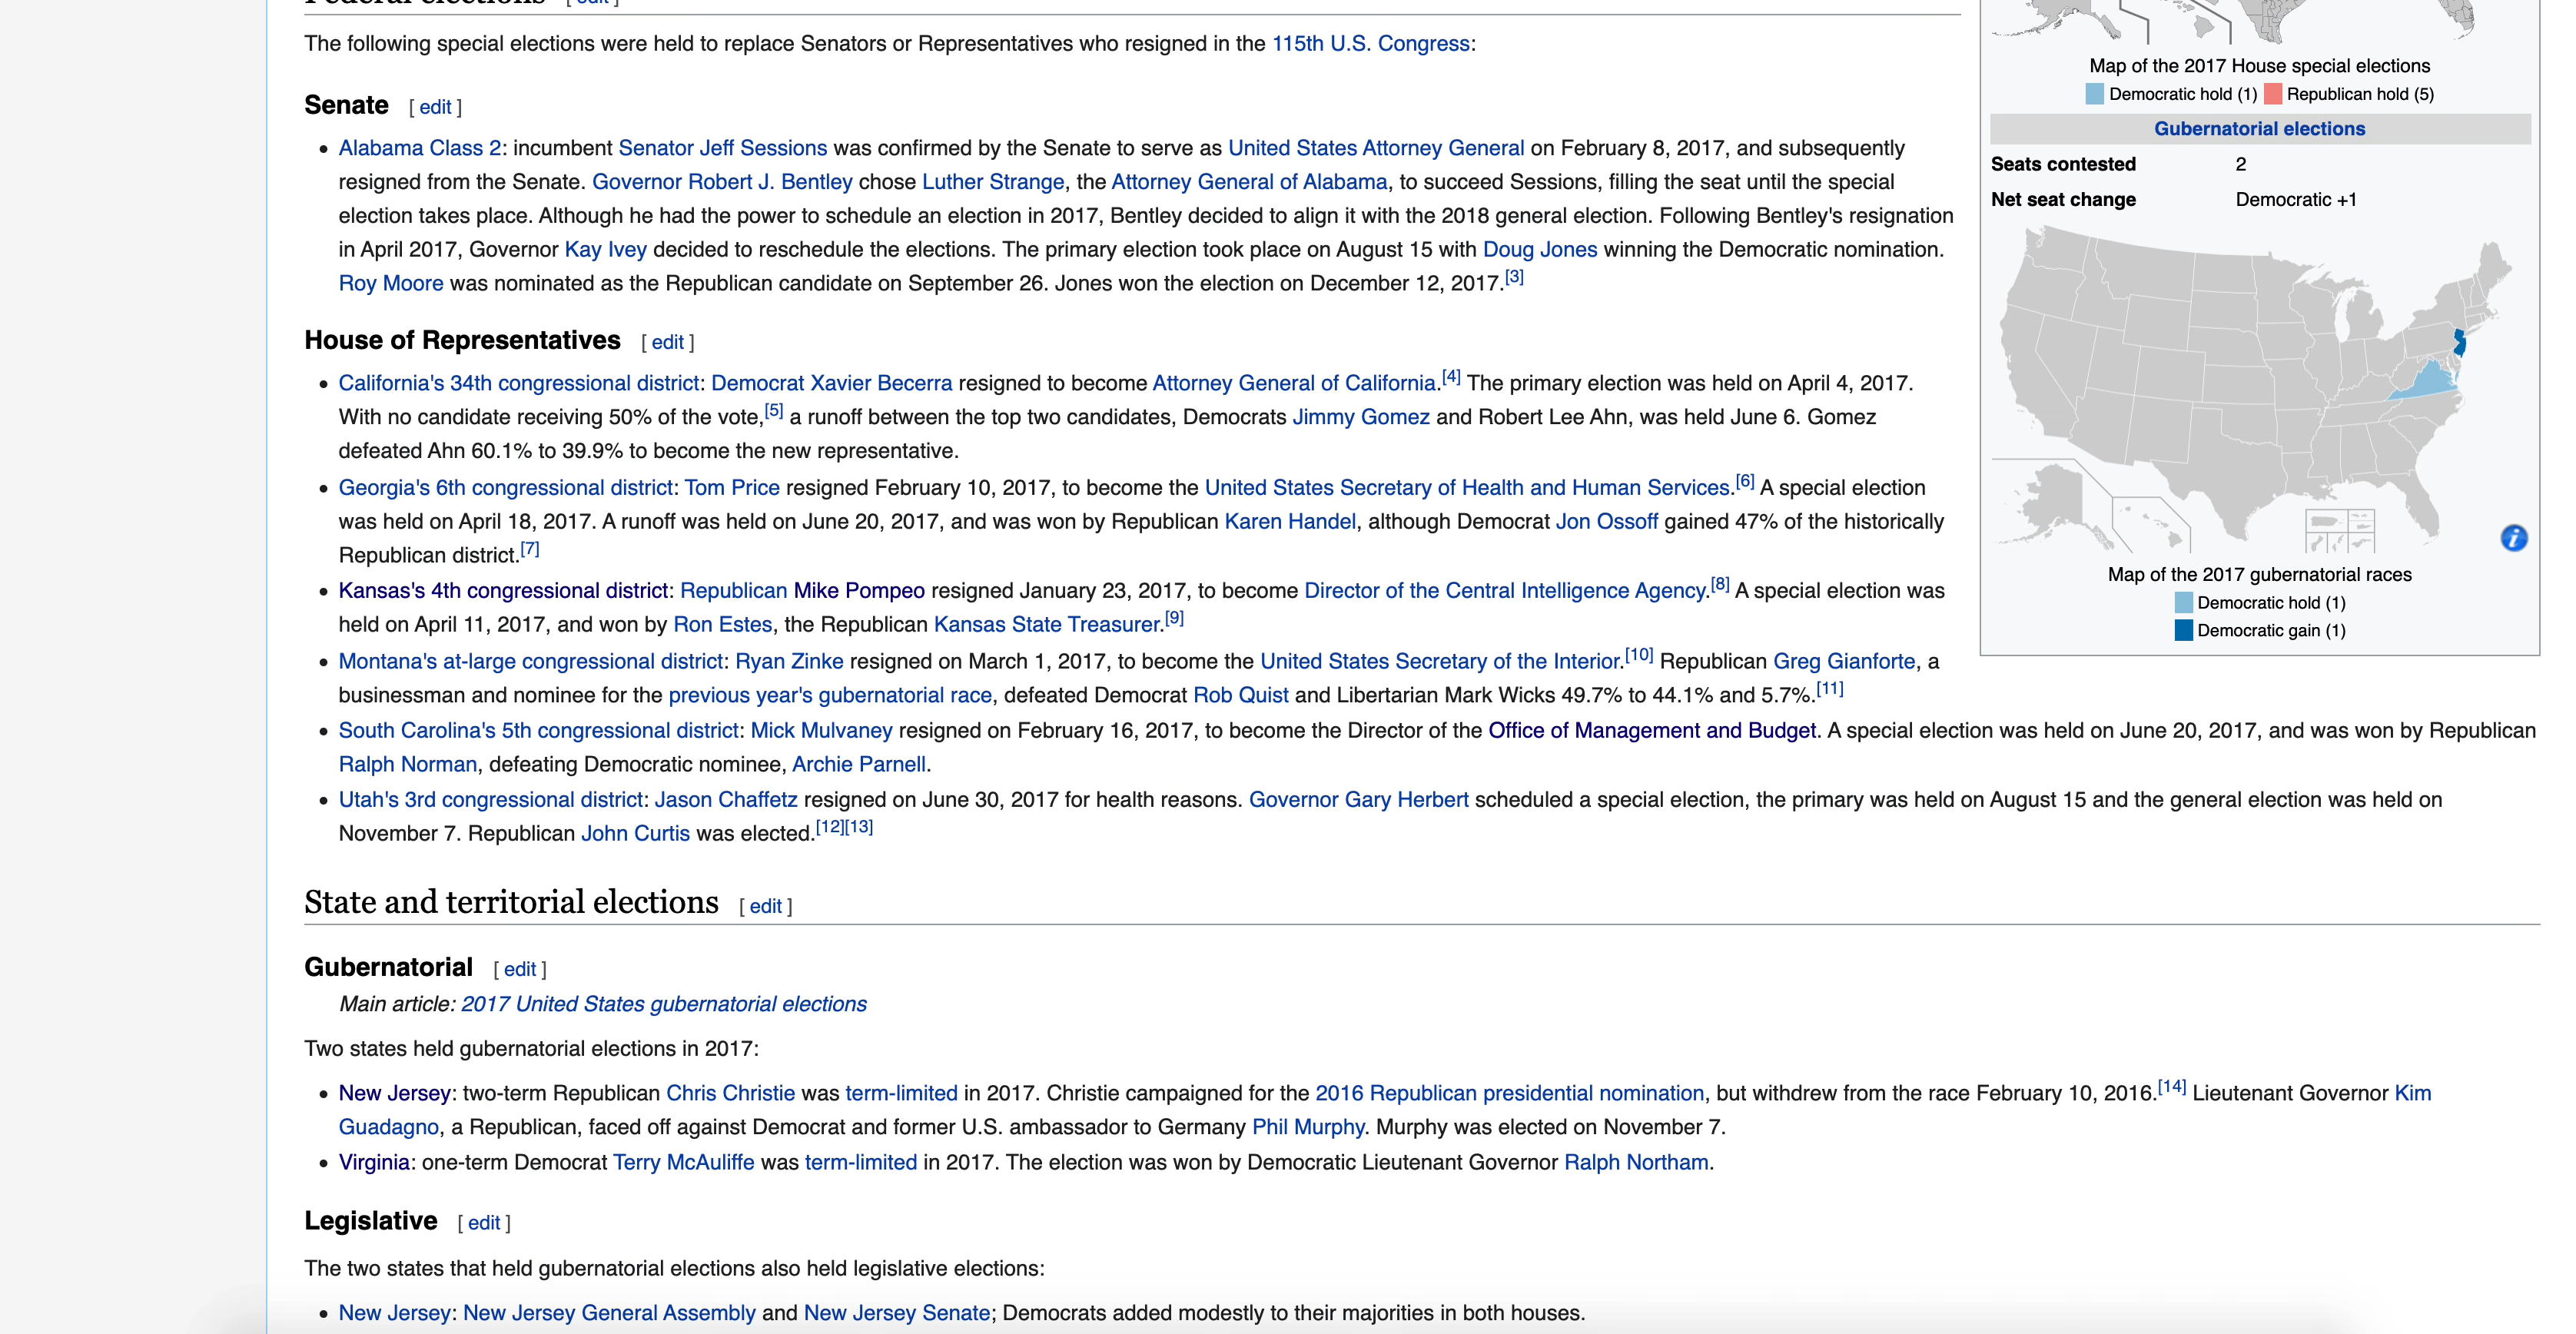 Federal elections [ edit ]
The following special elections were held to replace Senators or Representatives who resigned in the 115th U.S. Congress:
Senate [ edit ]
• Alabama Class 2: incumbent Senator Jeff Sessions was confirmed by the Senate to serve as United States Attorney General on February 8, 2017, and subsequently
resigned from the Senate. Governor Robert J. Bentley chose Luther Strange, the Attorney General of Alabama, to succeed Sessions, filling the seat until the special
election takes place. Although he had the power to schedule an election in 2017, Bentley decided to align it with the 2018 general election. Following Bentley's resignation
in April 2017, Governor Kay Ivey decided to reschedule the elections. The primary election took place on August 15 with Doug Jones winning the Democratic nomination.
Roy Moore was nominated as the Republican candidate on September 26. Jones won the election on December 12, 2017.[3]
House of Representatives [ edit ]
• California's 34th congressional district: Democrat Xavier Becerra resigned to become Attorney General of California.[4] The primary election was held on April 4, 2017.
With no candidate receiving 50% of the vote,[5] a runoff between the top two candidates, Democrats Jimmy Gomez and Robert Lee Ahn, was held June 6. Gomez
defeated Ahn 60.1% to 39.9% to become the new representative.
• Georgia's 6th congressional district: Tom Price resigned February 10, 2017, to become the United States Secretary of Health and Human Services.[6] A special election
was held on April 18, 2017. A runoff was held on June 20, 2017, and was won by Republican Karen Handel, although Democrat Jon Ossoff gained 47% of the historically
Republican district.[7]
• Kansas's 4th congressional district: Republican Mike Pompeo resigned January 23, 2017, to become Director of the Central Intelligence Agency.[8] A special election was
held on April 11, 2017, and won by Ron Estes, the Republican Kansas State Treasurer.[9]
• Montana's at-large congressional district: Ryan Zinke resigned on March 1, 2017, to become the United States Secretary of the Interior.[10] Republican Greg Gianforte, a
businessman and nominee for the previous year's gubernatorial race, defeated Democrat Rob Quist and Libertarian Mark Wicks 49.7% to 44.1% and 5.7%.[11]
• South Carolina's 5th congressional district: Mick Mulvaney resigned on February 16, 2017, to become the Director of the Office of Management and Budget. A special election was held on June 20, 2017, and was won by Republican
Ralph Norman, defeating Democratic nominee, Archie Parnell.
• Utah's 3rd congressional district: Jason Chaffetz resigned on June 30, 2017 for health reasons. Governor Gary Herbert scheduled a special election, the primary was held on August 15 and the general election was held on
November 7. Republican John Curtis was elected.[12][13]
State and territorial elections [ edit ]
Gubernatorial [ edit ]
Main article: 2017 United States gubernatorial elections
Two states held gubernatorial elections in 2017:
• New Jersey: two-term Republican Chris Christie was term-limited in 2017. Christie campaigned for the 2016 Republican presidential nomination, but withdrew from the race February 10, 2016.[14] Lieutenant Governor Kim
Guadagno, a Republican, faced off against Democrat and former U.S. ambassador to Germany Phil Murphy. Murphy was elected on November 7.
• Virginia: one-term Democrat Terry McAuliffe was term-limited in 2017. The election was won by Democratic Lieutenant Governor Ralph Northam.
Legislative [ edit ]
The two states that held gubernatorial elections also held legislative elections:
• New Jersey: New Jersey General Assembly and New Jersey Senate; Democrats added modestly to their majorities in both houses.
Map of the 2017 House special elections
Democratic hold (1) Republican hold (5)
Gubernatorial elections
Seats contested 2
Net seat change Democratic +1
i
Map of the 2017 gubernatorial races
Democratic hold (1)
Democratic gain (1)